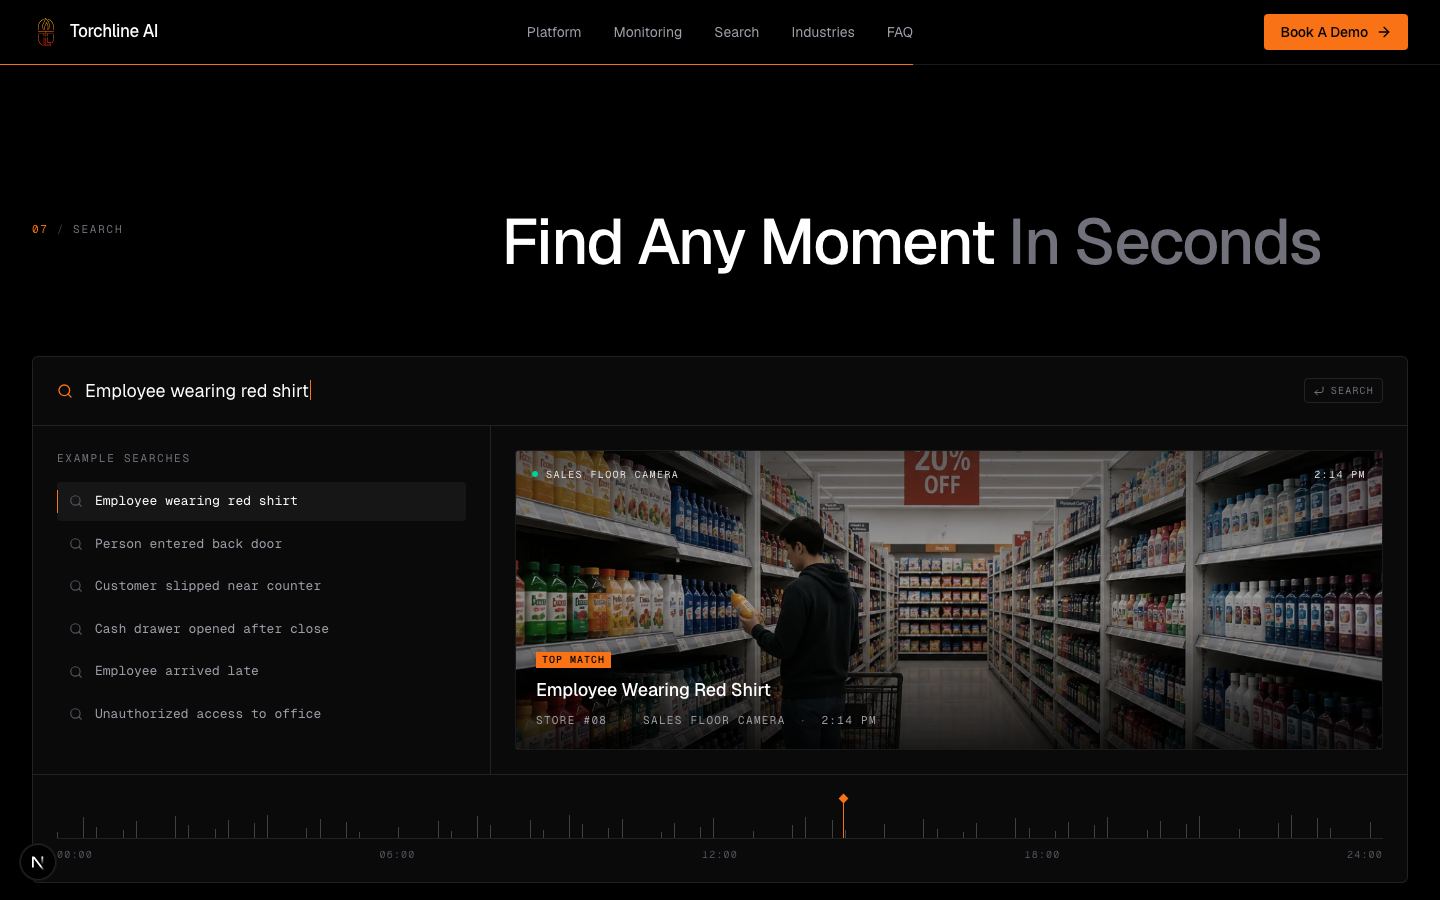 Torchline AI
Platform
Monitoring
Search
Industries
FAQ
Book A Demo
07 / SEARCH
Find Any Moment In Seconds
Employee wearing red shirt
SEARCH
EXAMPLE SEARCHES
Employee wearing red shirt
Person entered back door
Customer slipped near counter
Cash drawer opened after close
Employee arrived late
Unauthorized access to office
SALES FLOOR CAMERA
2:14 PM
20%
OFF
TOP MATCH
Employee Wearing Red Shirt
STORE #08 · SALES FLOOR CAMERA · 2:14 PM
00:00
06:00
12:00
18:00
24:00
N